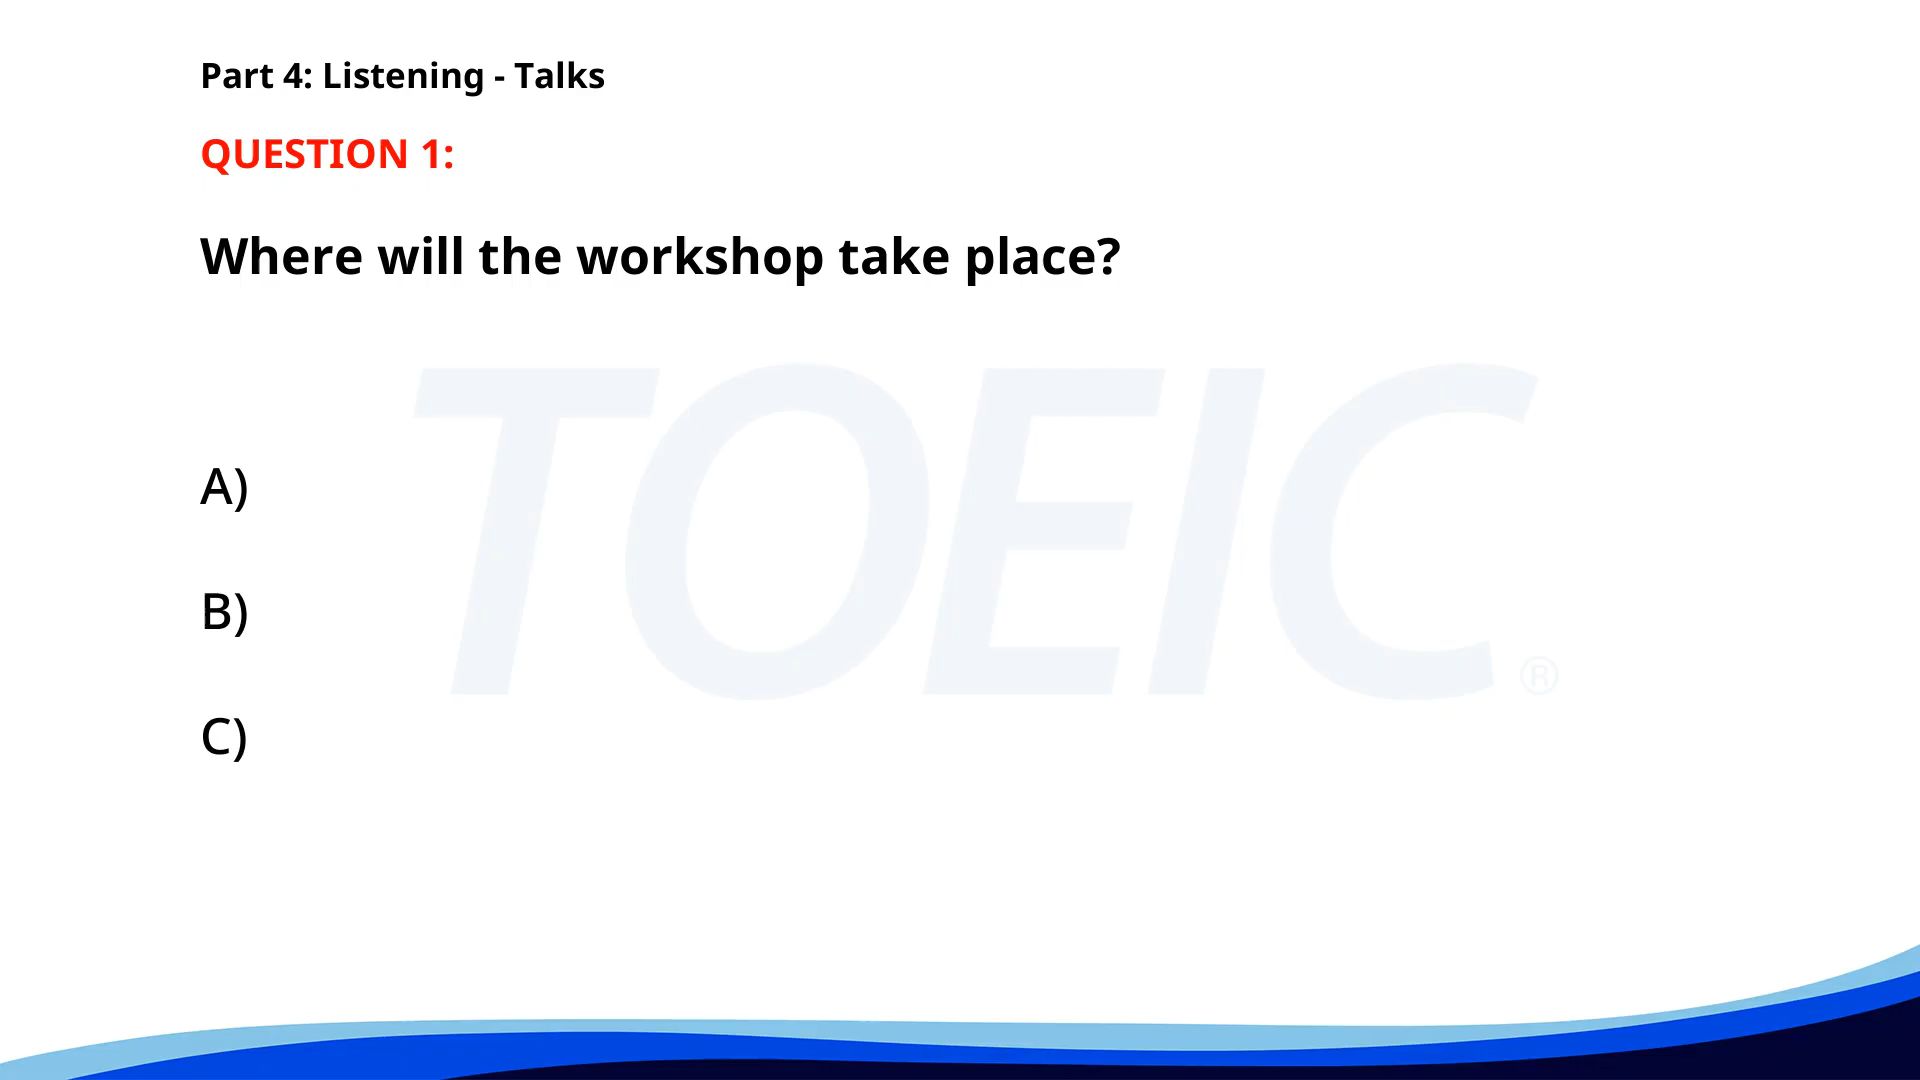 Part 4: Listening - Talks
QUESTION 1:
Where will the workshop take place?
TOEIC®
A)
B)
C)